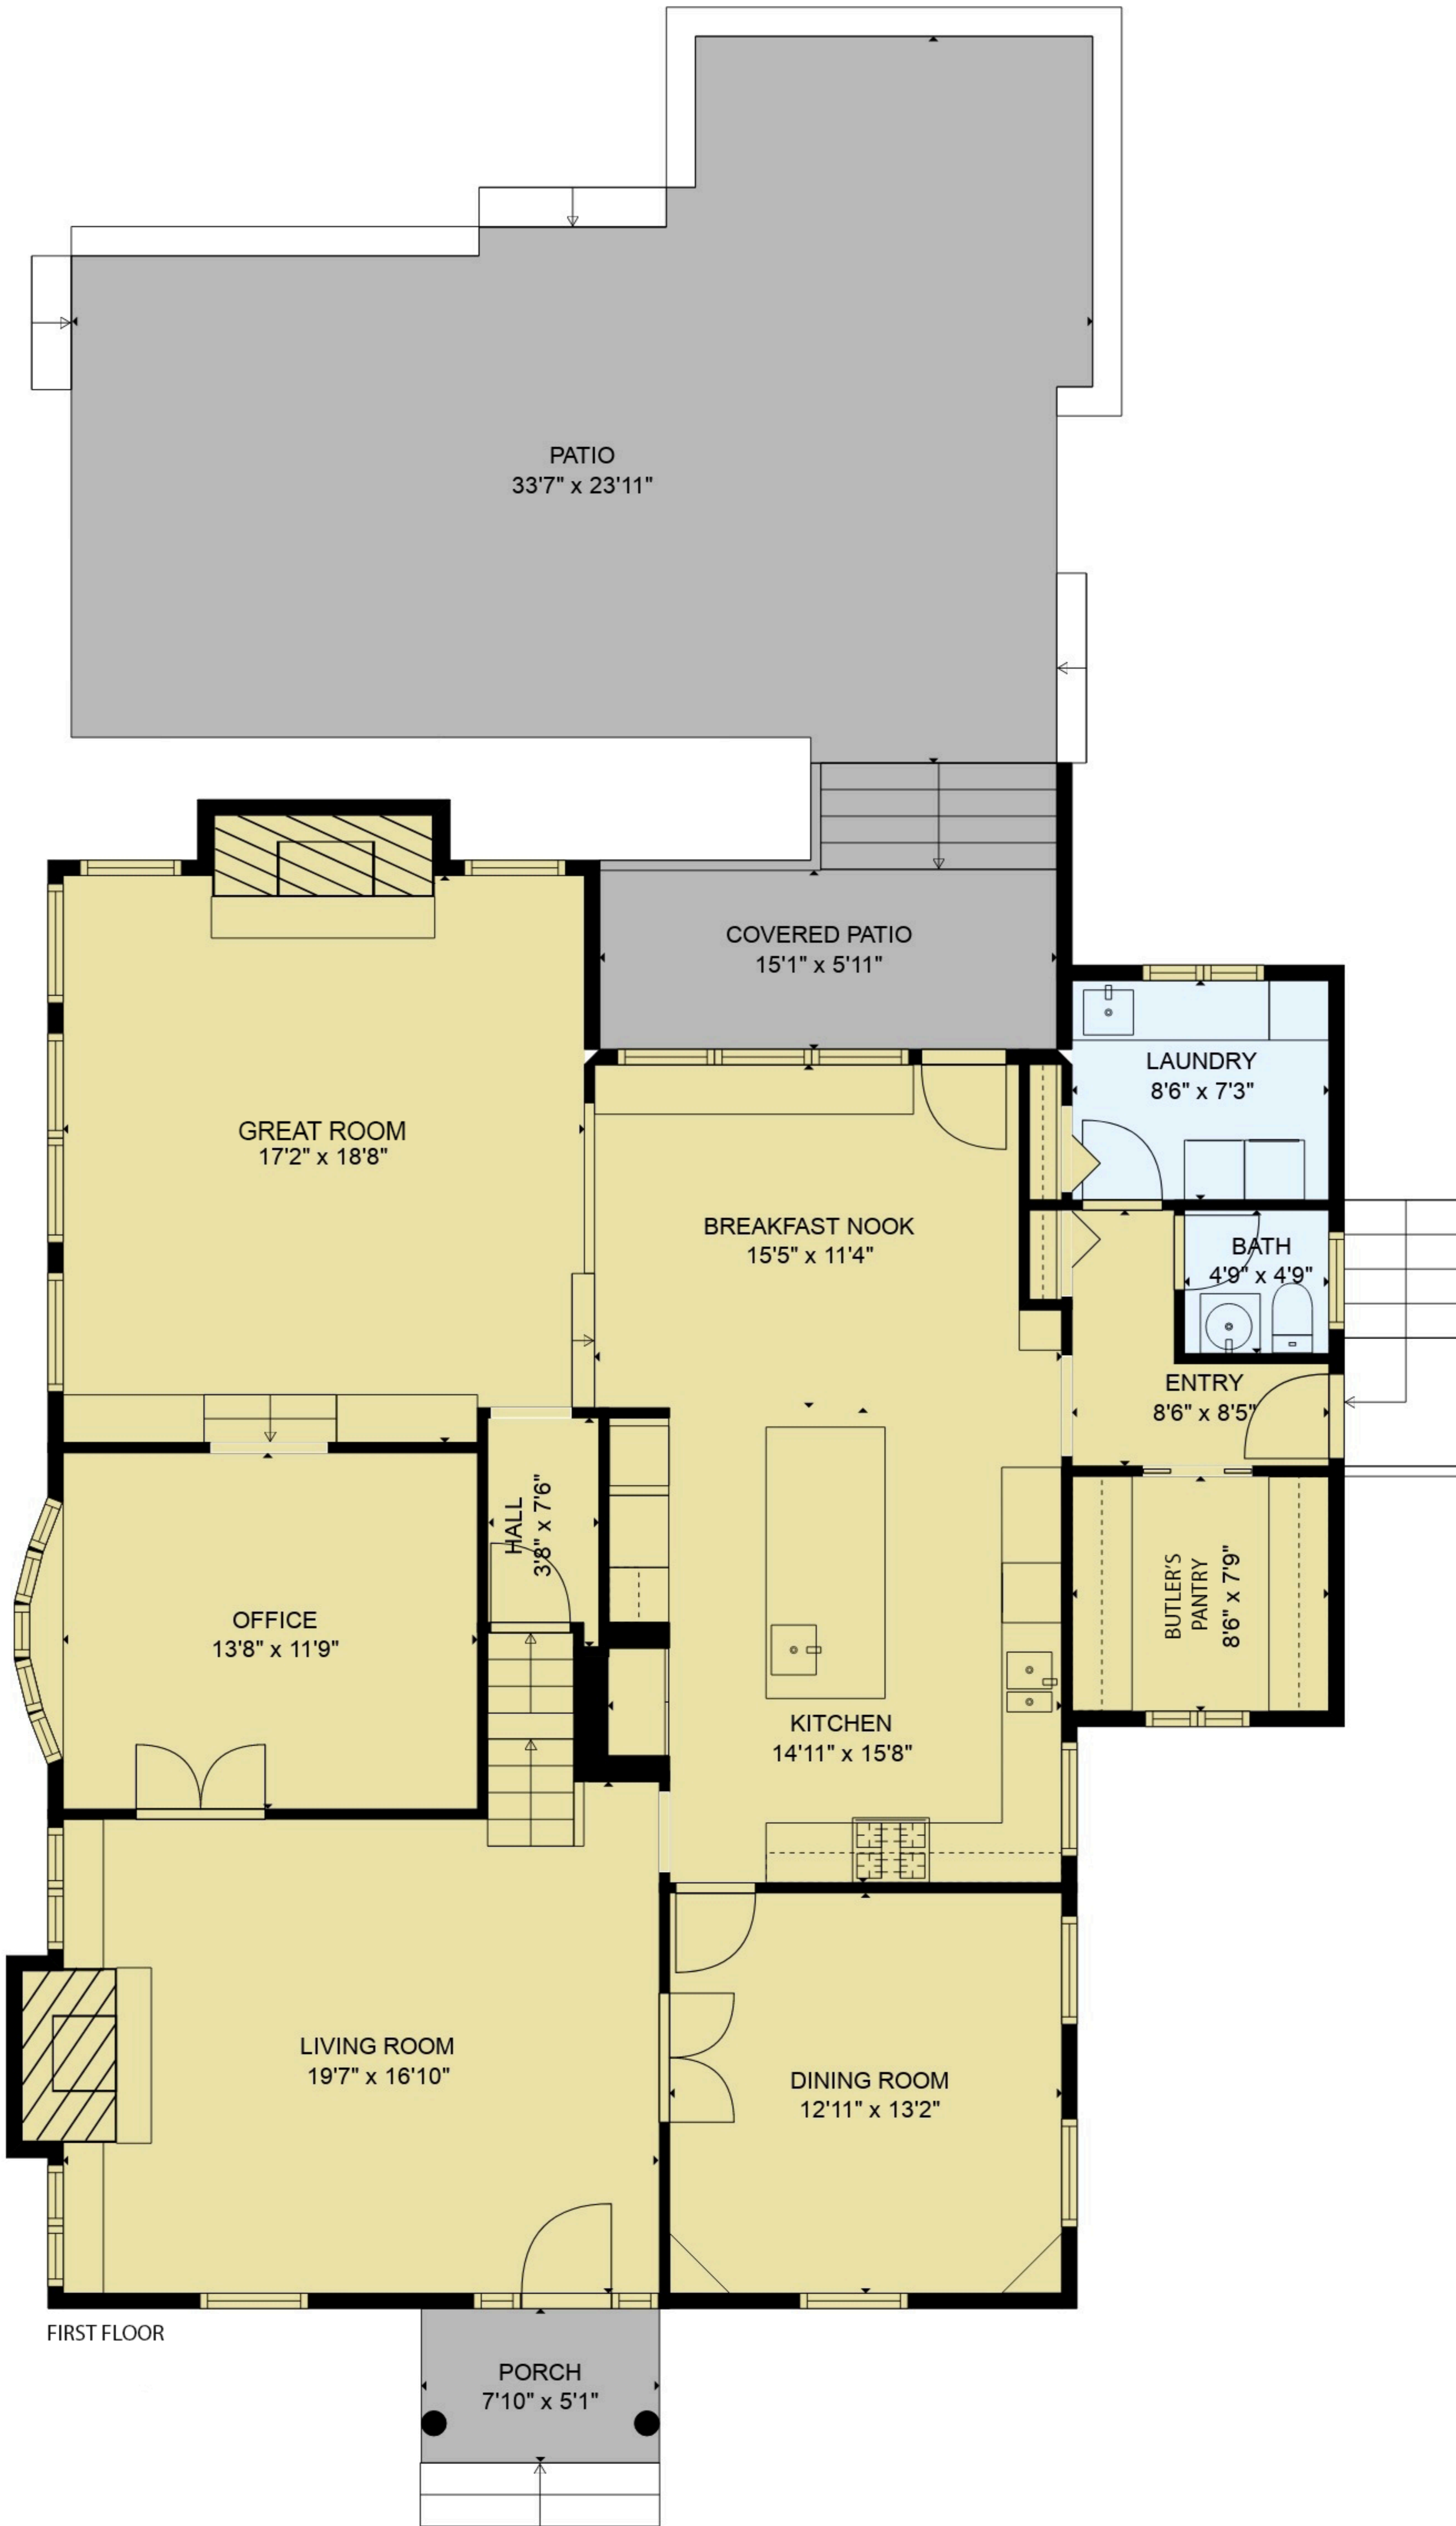 PATIO
33'7" x 23'11"
COVERED PATIO
15'1" x 5'11"
LAUNDRY
8'6" x 7'3"
GREAT ROOM
17'2" x 18'8"
BREAKFAST NOOK
15'5" x 11'4"
BATH
4'9" x 4'9"
ENTRY
8'6" x 8'5"
HALL
3'8" x 7'6"
BUTLER'S
PANTRY
8'6" x 7'9"
OFFICE
13'8" x 11'9"
KITCHEN
14'11" x 15'8"
LIVING ROOM
19'7" x 16'10"
DINING ROOM
12'11" x 13'2"
FIRST FLOOR
PORCH
7'10" x 5'1"